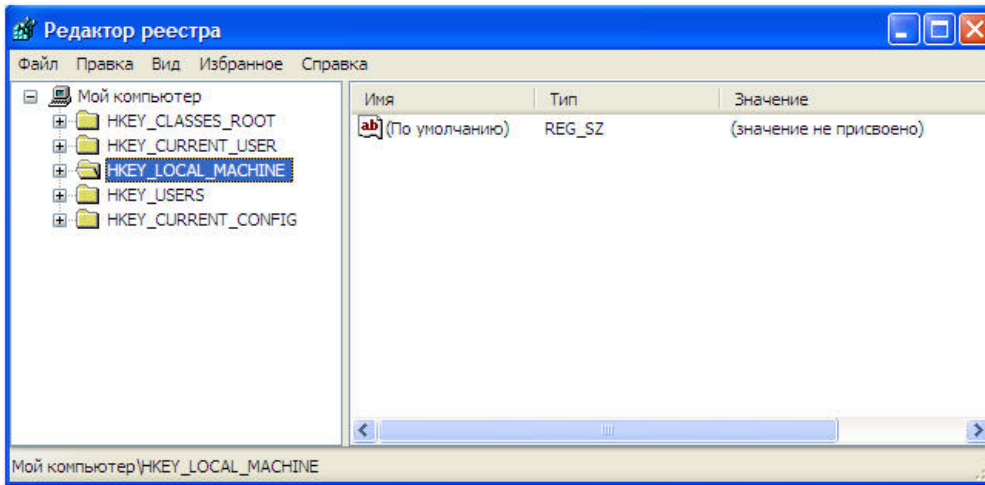 Редактор реестра
Файл Правка Вид Избранное Справка
Мой компьютер
HKEY_CLASSES_ROOT
HKEY_CURRENT_USER
HKEY_LOCAL_MACHINE
HKEY_USERS
HKEY_CURRENT_CONFIG
Имя Тип Значение
ab (По умолчанию) REG_SZ (значение не присвоено)
Мой компьютер\HKEY_LOCAL_MACHINE